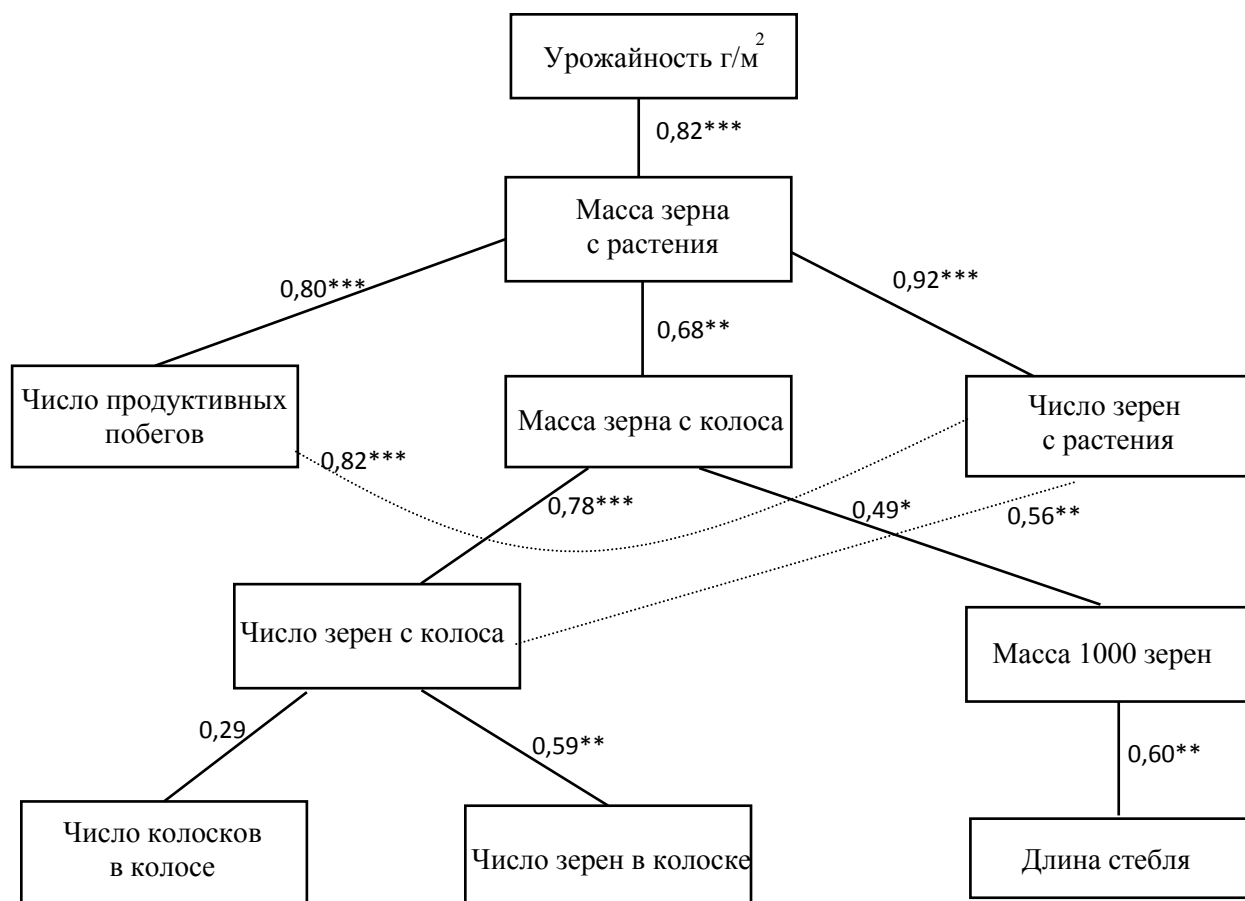 Урожайность г/м²
0,82***
Масса зерна
с растения
0,80***
0,92***
0,68**
Число продуктивных
побегов
Масса зерна с колоса
Число зерен
с растения
0,82***
0,78***
0,49*
0,56**
Число зерен с колоса
Масса 1000 зерен
0,29
0,59**
0,60**
Число колосков
в колосе
Число зерен в колоске
Длина стебля